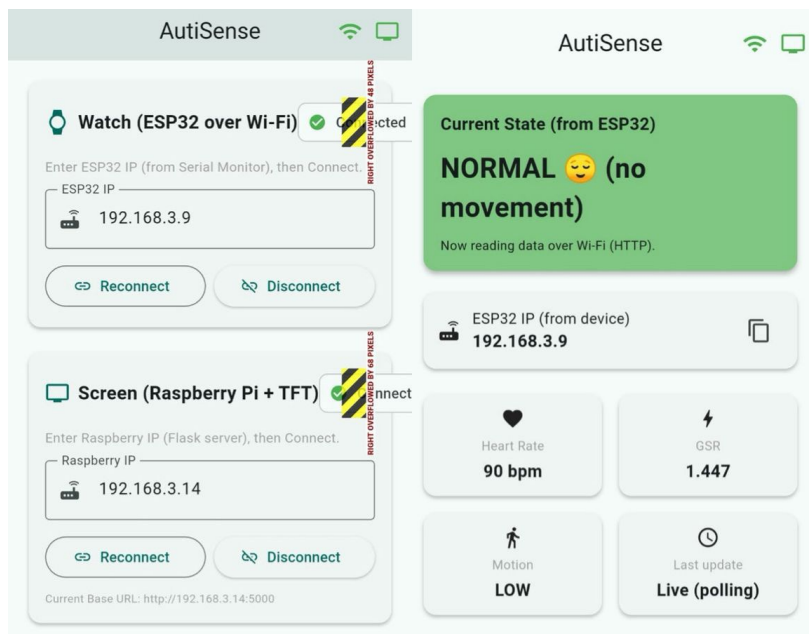 AutiSense
Watch (ESP32 over Wi-Fi)
Connected
RIGHT OVERFLOWED BY 48 PIXELS
Enter ESP32 IP (from Serial Monitor), then Connect.
ESP32 IP
192.168.3.9
Reconnect
Disconnect
Screen (Raspberry Pi + TFT)
RIGHT OVERFLOWED BY 68 PIXELS
Enter Raspberry IP (Flask server), then Connect.
Raspberry IP
192.168.3.14
Reconnect
Disconnect
Current Base URL: http://192.168.3.14:5000
AutiSense
Current State (from ESP32)
NORMAL 😌 (no
movement)
Now reading data over Wi-Fi (HTTP).
ESP32 IP (from device)
192.168.3.9
Heart Rate
90 bpm
GSR
1.447
Motion
LOW
Last update
Live (polling)